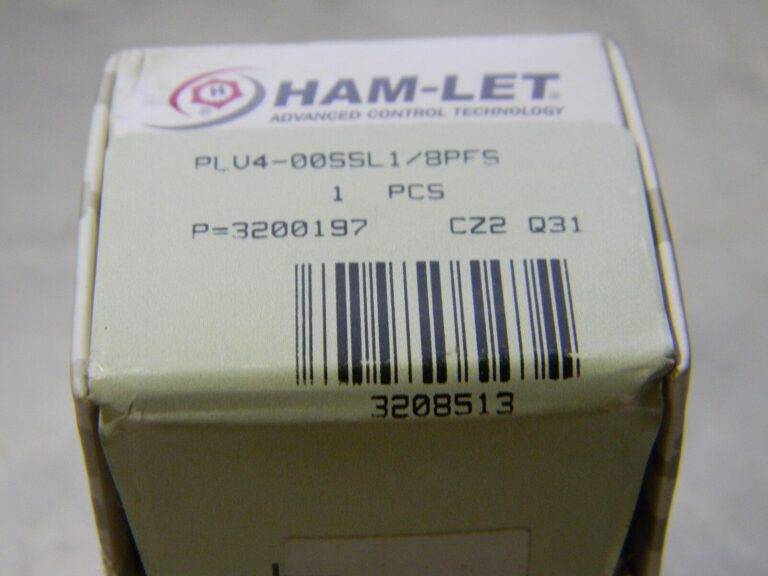 H
HAM-LET®
ADVANCED CONTROL TECHNOLOGY
PLV4-00SSL1/8PFS
1 PCS
P=3200197 CZ2 Q31
3208513